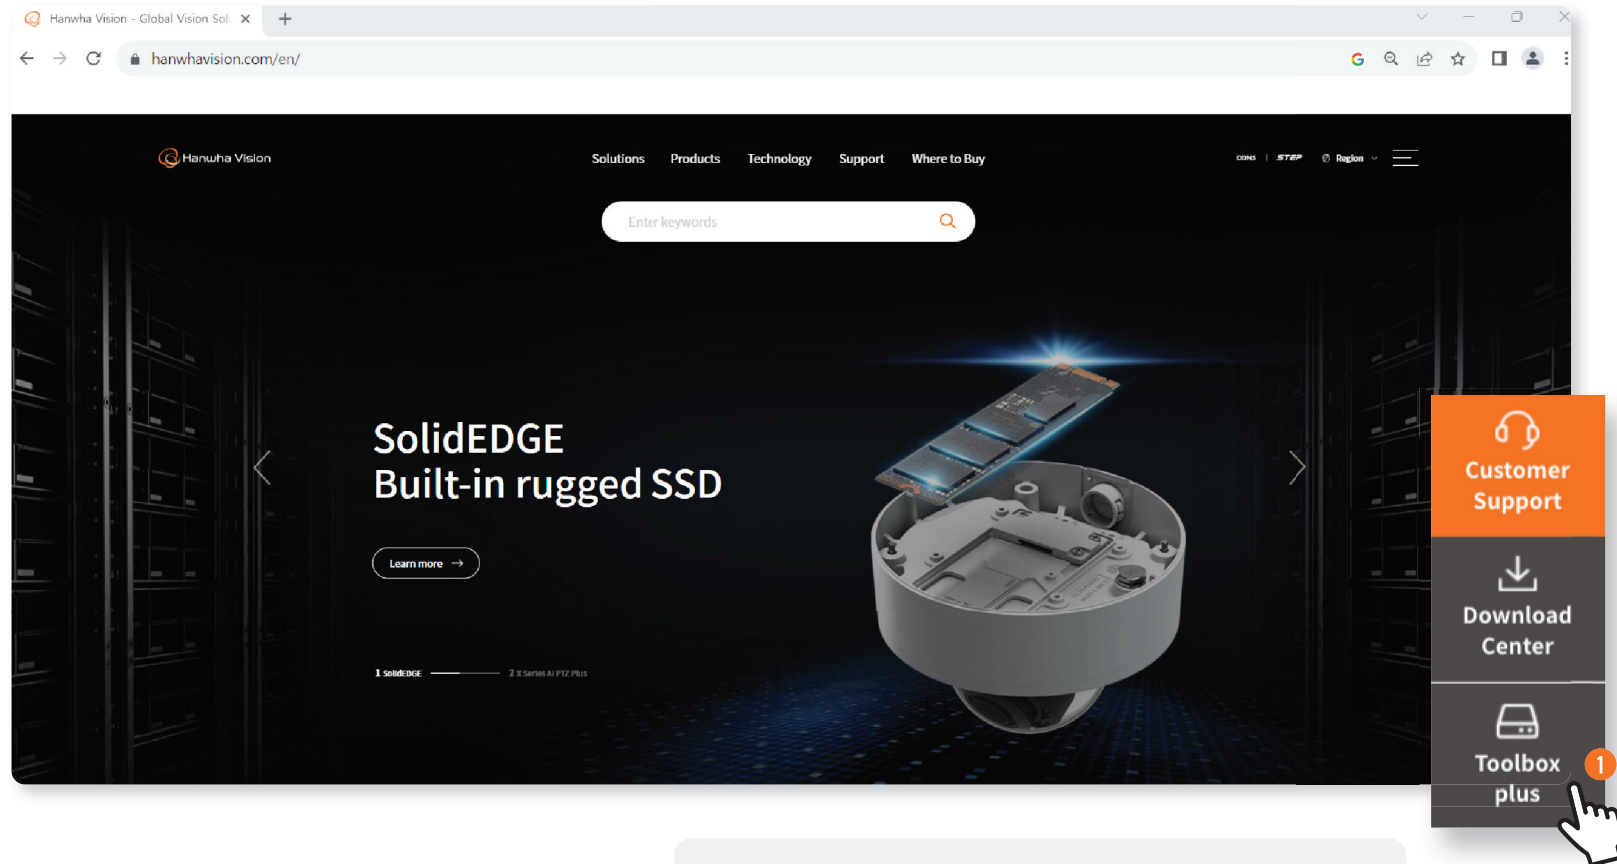 Hanwha Vision - Global Vision Sol
hanwhavision.com/en/
Hanwha Vision
Solutions Products Technology Support Where to Buy
STEP Region
Enter keywords
SolidEDGE
Built-in rugged SSD
Learn more →
1 SolidEDGE 2 X Series AI PTZ Plus
Customer
Support
Download
Center
Toolbox
plus
1